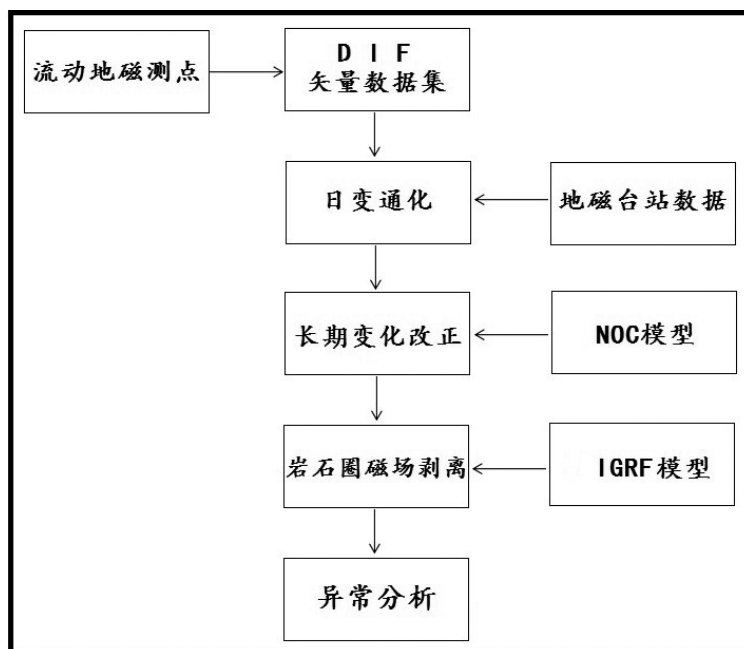 流动地磁测点
D I F
矢量数据集
日变通化
地磁台站数据
长期变化改正
NOC模型
岩石圈磁场剥离
IGRF模型
异常分析